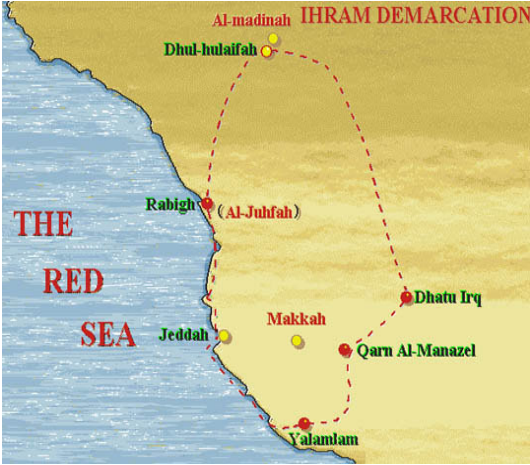 Al-madinah
IHRAM DEMARCATION
Dhul-hulaifah
Rabigh
(Al-Juhfah)
THE
RED
SEA
Dhatu Irq
Makkah
Jeddah
Qarn Al-Manazel
Yalamlam